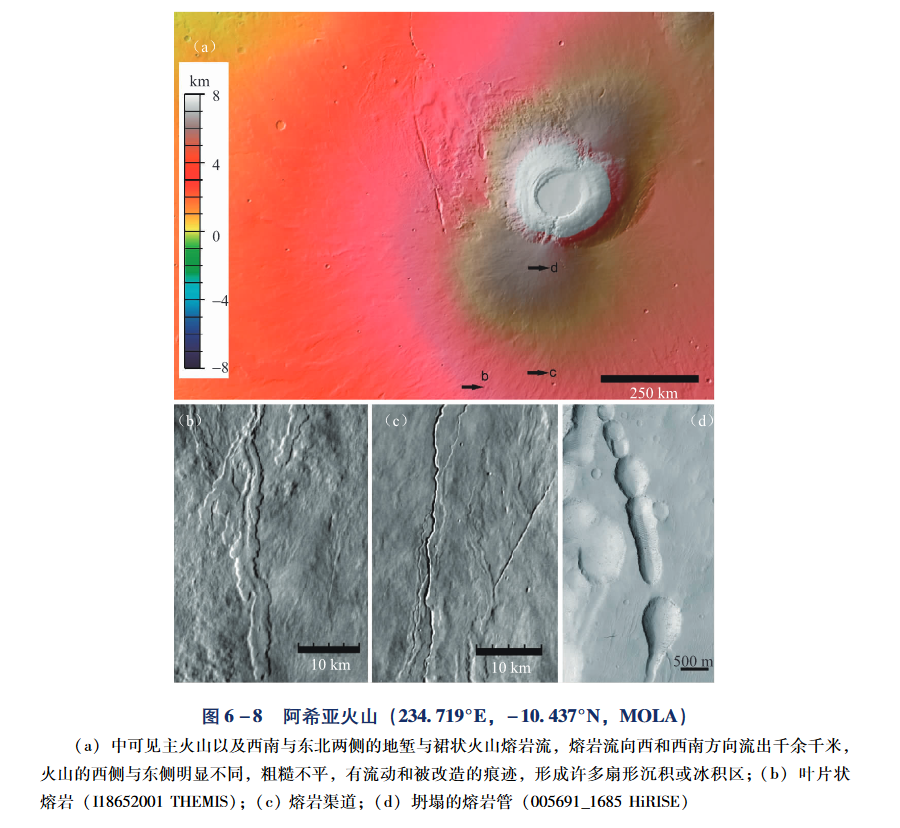 (a)
km
8
4
0
−4
−8
d
b
c
250 km
(b)
(c)
(d)
10 km
10 km
500 m
图 6－8　阿希亚火山（234. 719°E，－10. 437°N，MOLA）
（a）中可见主火山以及西南与东北两侧的地堑与裙状火山熔岩流，熔岩流向西和西南方向流出千余千米，
火山的西侧与东侧明显不同，粗糙不平，有流动和被改造的痕迹，形成许多扇形沉积或冰积区；（b）叶片状
熔岩（I18652001 THEMIS）；（c）熔岩渠道；（d）坍塌的熔岩管（005691_1685 HiRISE）